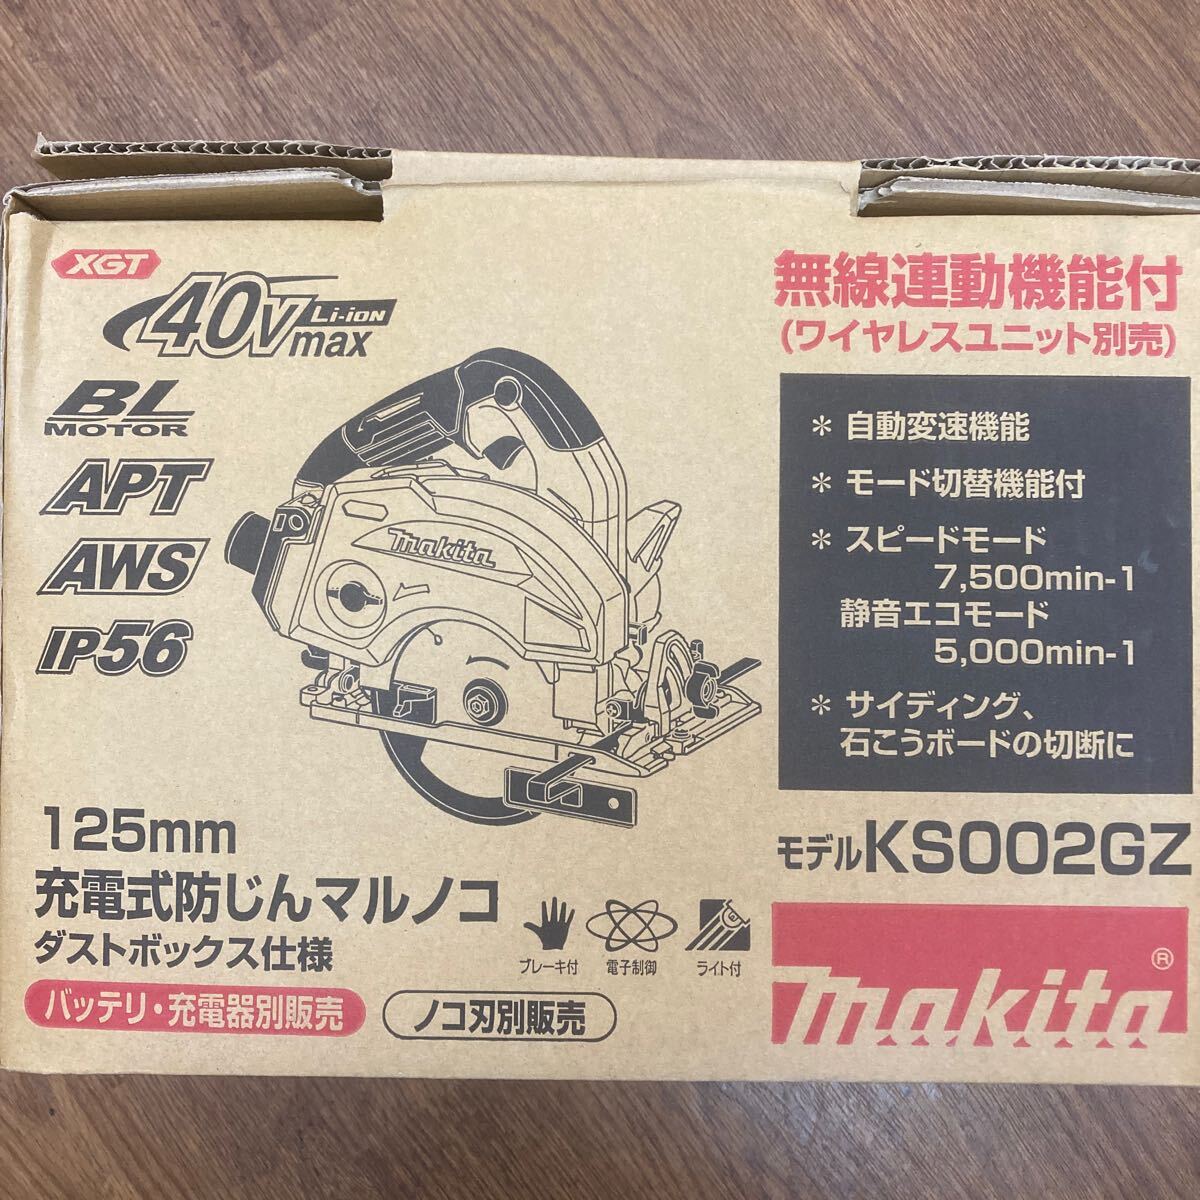 XGT
40Vmax Li-ion
BL
MOTOR
APT
AWS
IP56
無線連動機能付
(ワイヤレスユニット別売)
＊ 自動変速機能
＊ モード切替機能付
＊ スピードモード
7,500min-1
静音エコモード
5,000min-1
＊ サイディング、
石こうボードの切断に
makita
125mm
充電式防じんマルノコ
ダストボックス仕様
バッテリ・充電器別販売
ノコ刃別販売
ブレーキ付
電子制御
ライト付
モデルKS002GZ
makita®